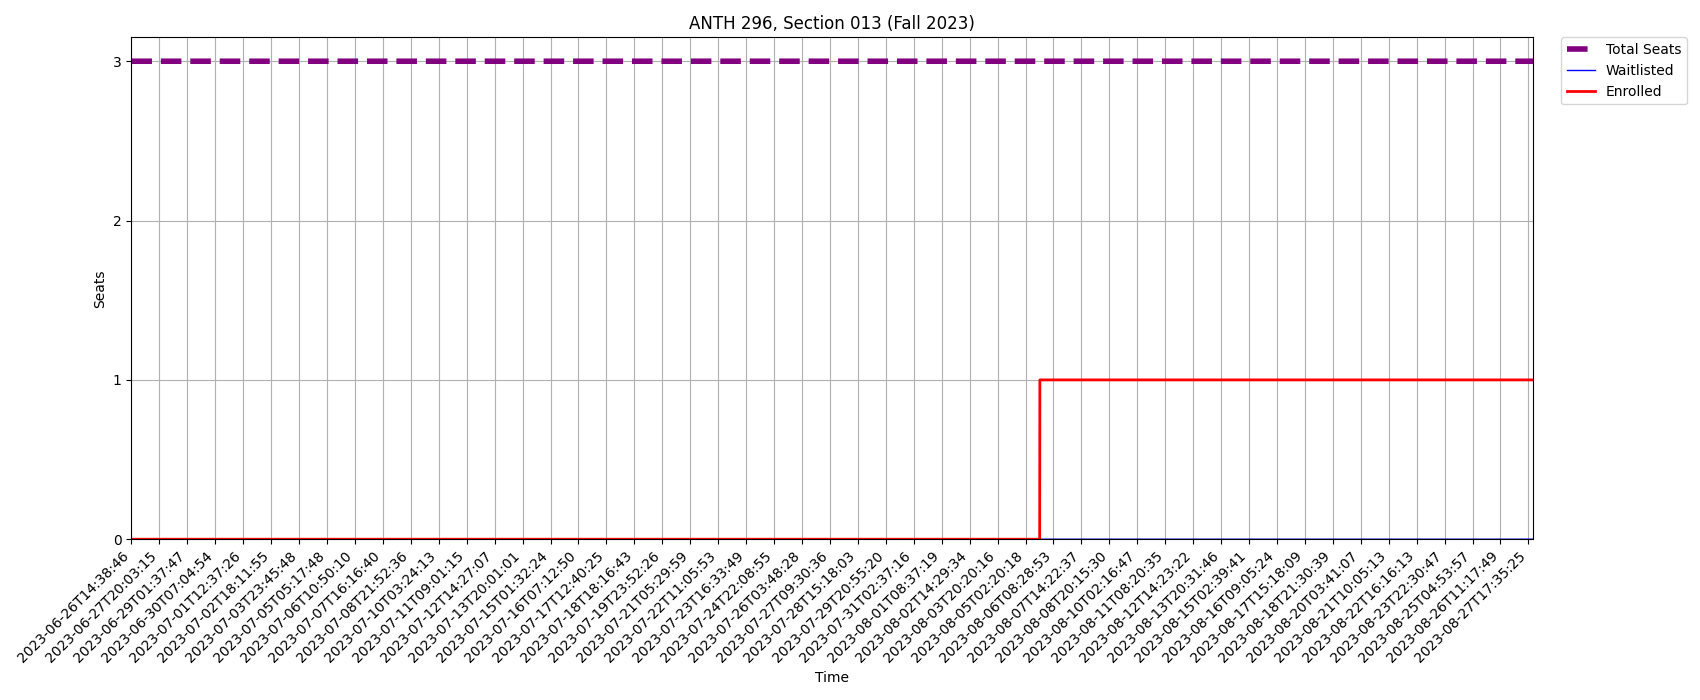 ANTH 296, Section 013 (Fall 2023)
Total Seats
Waitlisted
Enrolled
Seats
3
2
1
0
2023-06-26T14:38:46
2023-06-27T20:03:15
2023-06-29T01:37:47
2023-06-30T07:04:54
2023-07-01T12:37:26
2023-07-02T18:11:55
2023-07-03T23:45:48
2023-07-05T05:17:48
2023-07-06T10:50:10
2023-07-07T16:16:40
2023-07-08T21:52:36
2023-07-10T03:24:13
2023-07-11T09:01:15
2023-07-12T14:27:07
2023-07-13T20:01:01
2023-07-15T01:32:24
2023-07-16T07:12:50
2023-07-17T12:40:25
2023-07-18T18:16:43
2023-07-19T23:52:26
2023-07-21T05:29:59
2023-07-22T11:05:53
2023-07-23T16:33:49
2023-07-24T22:08:55
2023-07-26T03:48:28
2023-07-27T09:30:36
2023-07-28T15:18:03
2023-07-29T20:55:20
2023-07-31T02:37:16
2023-08-01T08:37:19
2023-08-02T14:29:34
2023-08-03T20:20:16
2023-08-05T02:20:18
2023-08-06T08:28:53
2023-08-07T14:22:37
2023-08-08T20:15:30
2023-08-10T02:16:47
2023-08-11T08:20:35
2023-08-12T14:23:22
2023-08-13T20:31:46
2023-08-15T02:39:41
2023-08-16T09:05:24
2023-08-17T15:18:09
2023-08-18T21:30:39
2023-08-20T03:41:07
2023-08-21T10:05:13
2023-08-22T16:16:13
2023-08-23T22:30:47
2023-08-25T04:53:57
2023-08-26T11:17:49
2023-08-27T17:35:25
Time